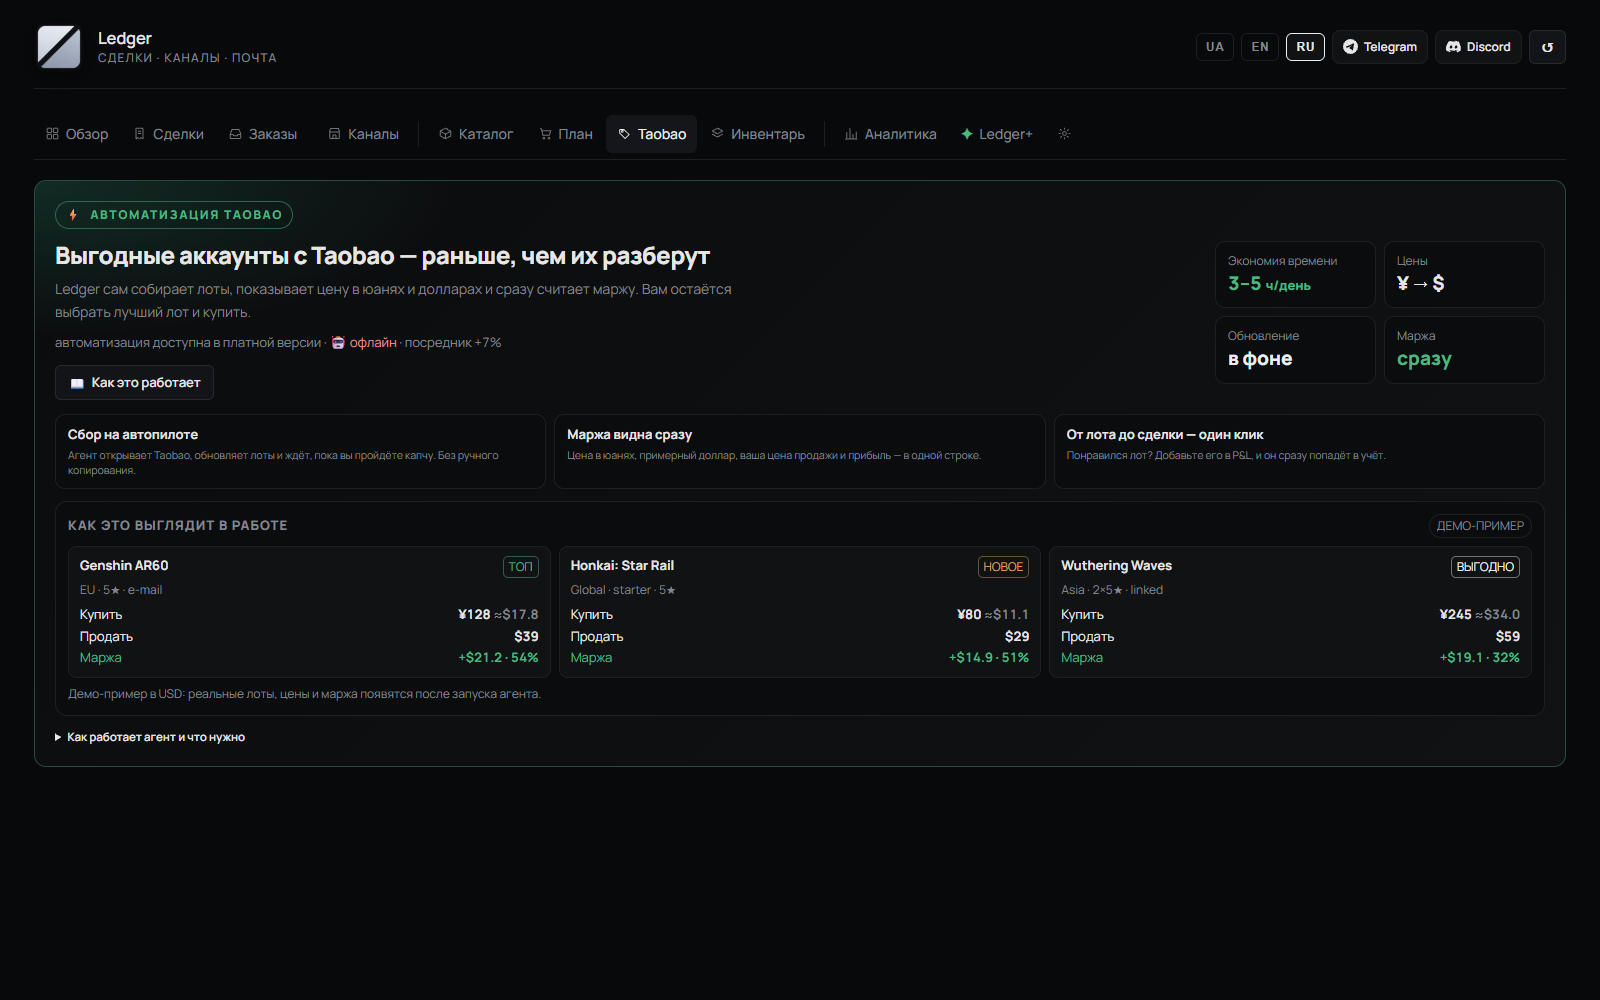 Ledger
СДЕЛКИ · КАНАЛЫ · ПОЧТА
UA
EN
RU
Telegram
Discord
Обзор
Сделки
Заказы
Каналы
Каталог
План
Taobao
Инвентарь
Аналитика
Ledger+
АВТОМАТИЗАЦИЯ TAOBAO
Выгодные аккаунты с Taobao — раньше, чем их разберут
Ledger сам собирает лоты, показывает цену в юанях и долларах и сразу считает маржу. Вам остаётся
выбрать лучший лот и купить.
автоматизация доступна в платной версии · офлайн · посредник +7%
Как это работает
Экономия времени
3–5 ч/день
Цены
¥ → $
Обновление
в фоне
Маржа
сразу
Сбор на автопилоте
Агент открывает Taobao, обновляет лоты и ждёт, пока вы пройдёте капчу. Без ручного
копирования.
Маржа видна сразу
Цена в юанях, примерный доллар, ваша цена продажи и прибыль — в одной строке.
От лота до сделки — один клик
Понравился лот? Добавьте его в P&L, и он сразу попадёт в учёт.
КАК ЭТО ВЫГЛЯДИТ В РАБОТЕ
ДЕМО-ПРИМЕР
Genshin AR60
ТОП
EU · 5★ · e-mail
Купить ¥128 ≈$17.8
Продать $39
Маржа +$21.2 · 54%
Honkai: Star Rail
НОВОЕ
Global · starter · 5★
Купить ¥80 ≈$11.1
Продать $29
Маржа +$14.9 · 51%
Wuthering Waves
ВЫГОДНО
Asia · 2×5★ · linked
Купить ¥245 ≈$34.0
Продать $59
Маржа +$19.1 · 32%
Демо-пример в USD: реальные лоты, цены и маржа появятся после запуска агента.
Как работает агент и что нужно